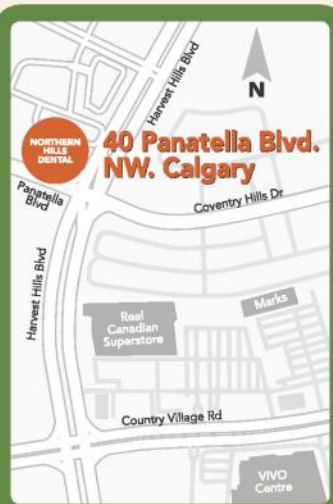 Harvest Hills Blvd
N
NORTHERN
HILLS
DENTAL
40 Panatella Blvd.
NW. Calgary
Panatella
Blvd
Coventry Hills Dr
Harvest Hills Blvd
Real
Canadian
Superstore
Marks
Country Village Rd
VIVO
Centre